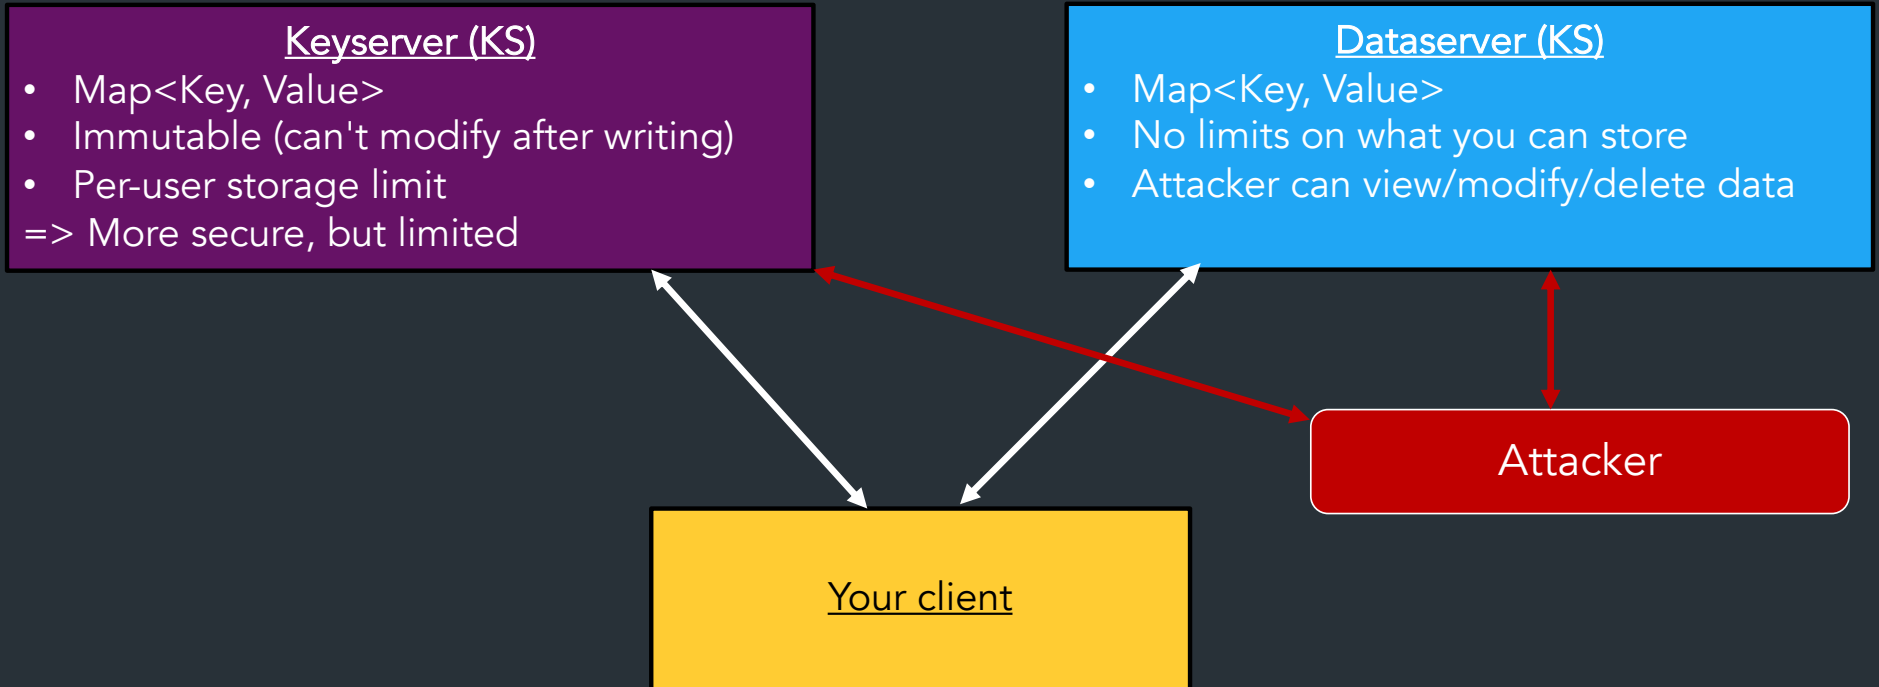 Keyserver (KS)
• Map<Key, Value>
• Immutable (can't modify after writing)
• Per-user storage limit
=> More secure, but limited
Dataserver (KS)
• Map<Key, Value>
• No limits on what you can store
• Attacker can view/modify/delete data
Attacker
Your client